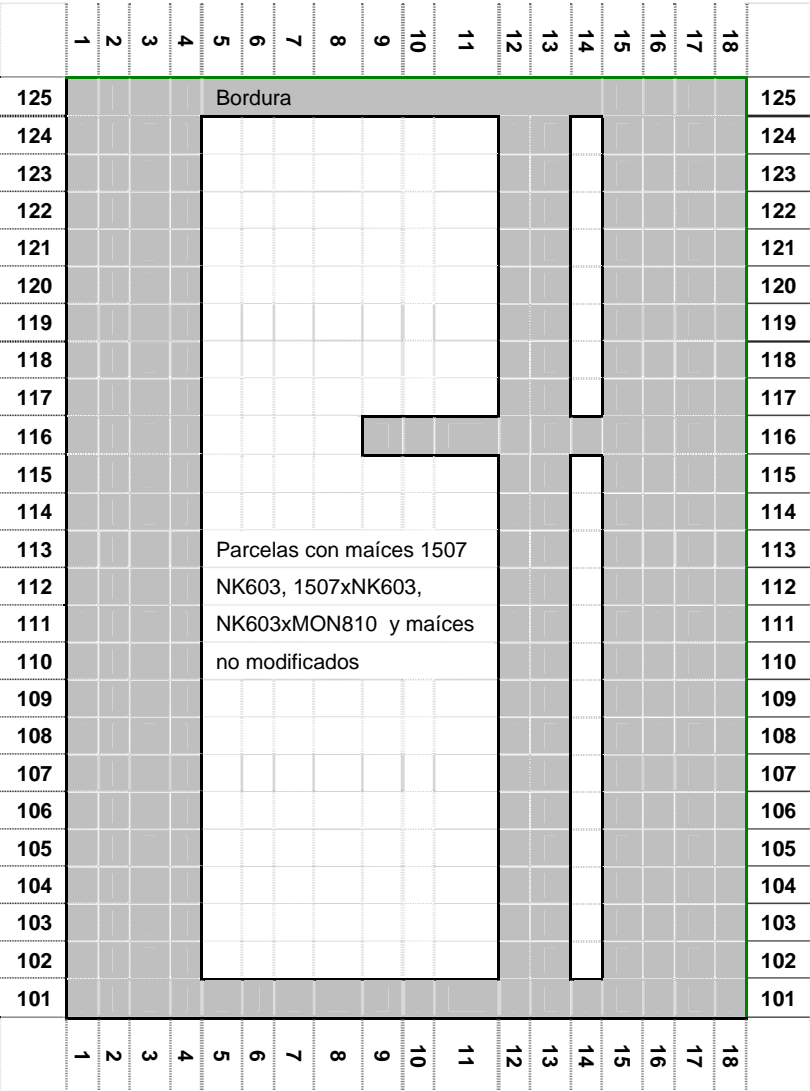 1 2 3 4 5 6 7 8 9 10 11 12 13 14 15 16 17 18
125 Bordura 125
124 124
123 123
122 122
121 121
120 120
119 119
118 118
117 117
116 116
115 115
114 114
113 Parcelas con maíces 1507 113
112 NK603, 1507xNK603, 112
111 NK603xMON810 y maíces 111
110 no modificados 110
109 109
108 108
107 107
106 106
105 105
104 104
103 103
102 102
101 101
1 2 3 4 5 6 7 8 9 10 11 12 13 14 15 16 17 18